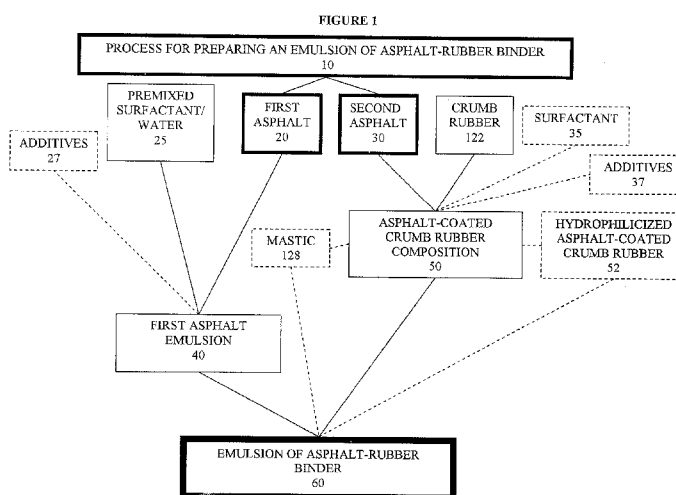 FIGURE 1
PROCESS FOR PREPARING AN EMULSION OF ASPHALT-RUBBER BINDER
10
PREMIXED
SURFACTANT/
WATER
25
FIRST
ASPHALT
20
SECOND
ASPHALT
30
CRUMB
RUBBER
122
SURFACTANT
35
ADDITIVES
27
ADDITIVES
37
MASTIC
128
ASPHALT-COATED
CRUMB RUBBER
COMPOSITION
50
HYDROPHILICIZED
ASPHALT-COATED
CRUMB RUBBER
52
FIRST ASPHALT
EMULSION
40
EMULSION OF ASPHALT-RUBBER
BINDER
60